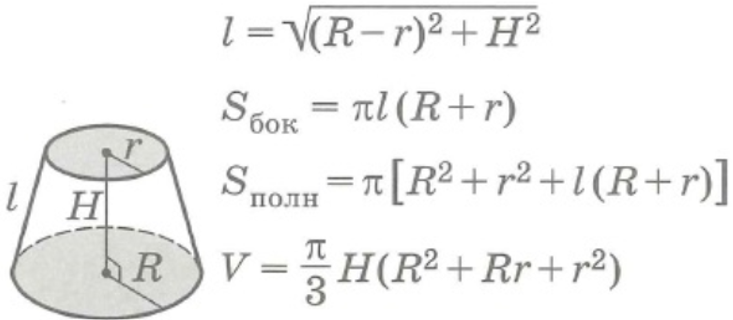 l = √(R − r)² + H²
S бок = πl(R + r)
S полн = π[R² + r² + l(R + r)]
V = π/3 H(R² + Rr + r²)
r
l
H
R